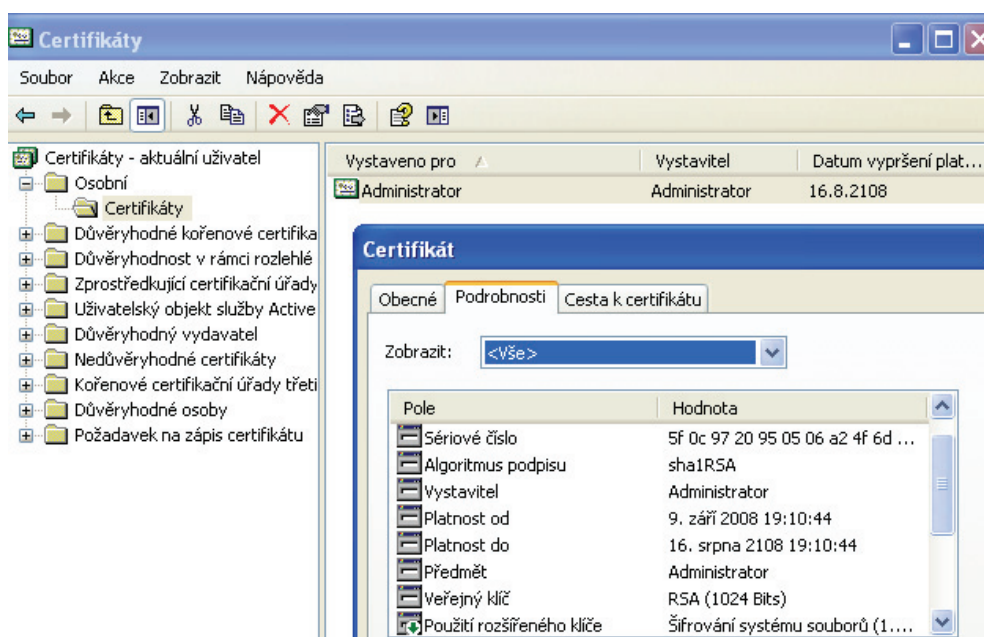 Certifikáty
Soubor Akce Zobrazit Nápověda
Certifikáty - aktuální uživatel
Osobní
Certifikáty
Důvěryhodné kořenové certifika
Důvěryhodnost v rámci rozlehlé
Zprostředkující certifikační úřady
Uživatelský objekt služby Active
Důvěryhodný vydavatel
Nedůvěryhodné certifikáty
Kořenové certifikační úřady třeti
Důvěryhodné osoby
Požadavek na zápis certifikátu
Vystaveno pro Vystavitel Datum vypršení plat...
Administrator Administrator 16.8.2108
Certifikát
Obecné Podrobnosti Cesta k certifikátu
Zobrazit: <Vše>
Pole Hodnota
Sériové číslo 5f 0c 97 20 95 05 06 a2 4f 6d ...
Algoritmus podpisu sha1RSA
Vystavitel Administrator
Platnost od 9. září 2008 19:10:44
Platnost do 16. srpna 2108 19:10:44
Předmět Administrator
Veřejný klíč RSA (1024 Bits)
Použití rozšířeného klíče Šifrování systému souborů (1....